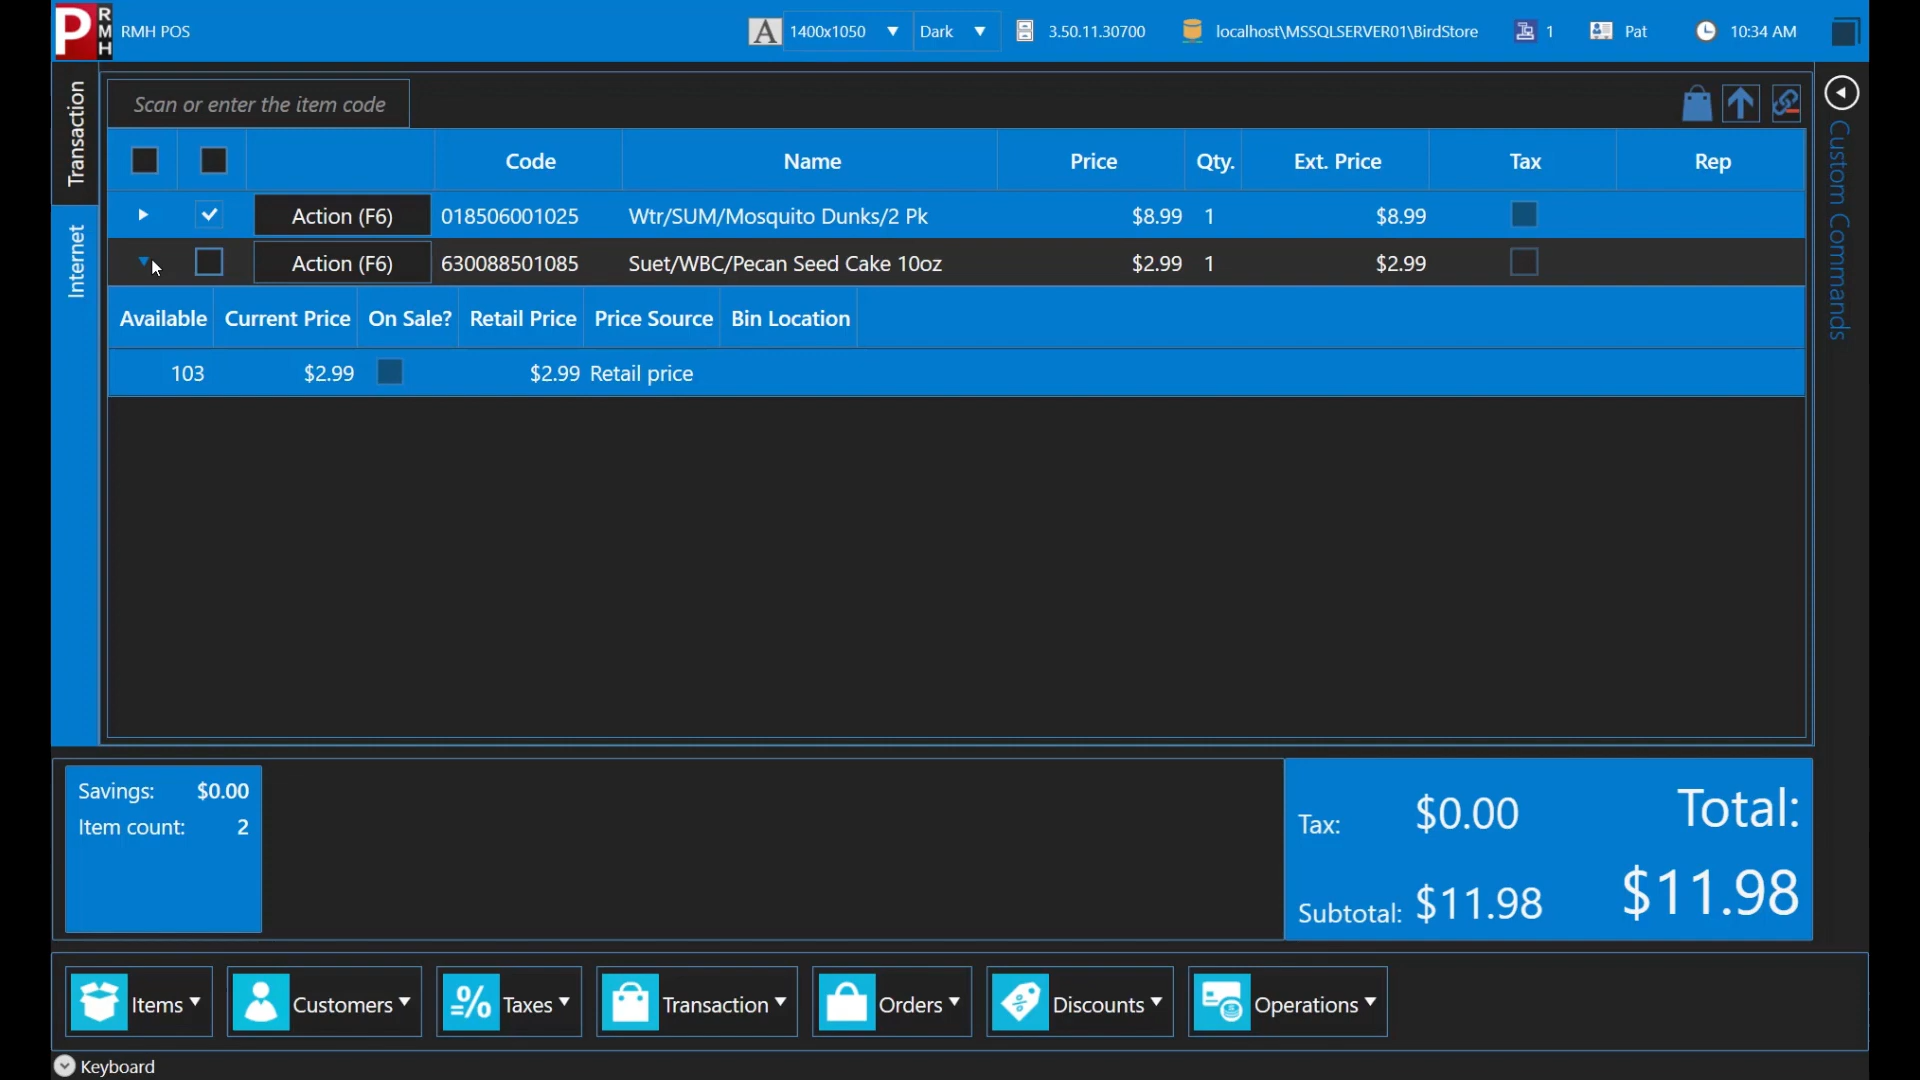 P RMH RMH POS A 1400x1050 Dark 3.50.11.30700 localhost\MSSQLSERVER01\BirdStore 1 Pat 10:34 AM
Transaction
Internet
Scan or enter the item code
Custom Commands
Code Name Price Qty. Ext. Price Tax Rep
Action (F6) 018506001025 Wtr/SUM/Mosquito Dunks/2 Pk $8.99 1 $8.99
Action (F6) 630088501085 Suet/WBC/Pecan Seed Cake 10oz $2.99 1 $2.99
Available Current Price On Sale? Retail Price Price Source Bin Location
103 $2.99 $2.99 Retail price
Savings: $0.00
Item count: 2
Tax: $0.00 Total:
Subtotal: $11.98 $11.98
Items Customers =% Taxes Transaction Orders Discounts Operations
Keyboard